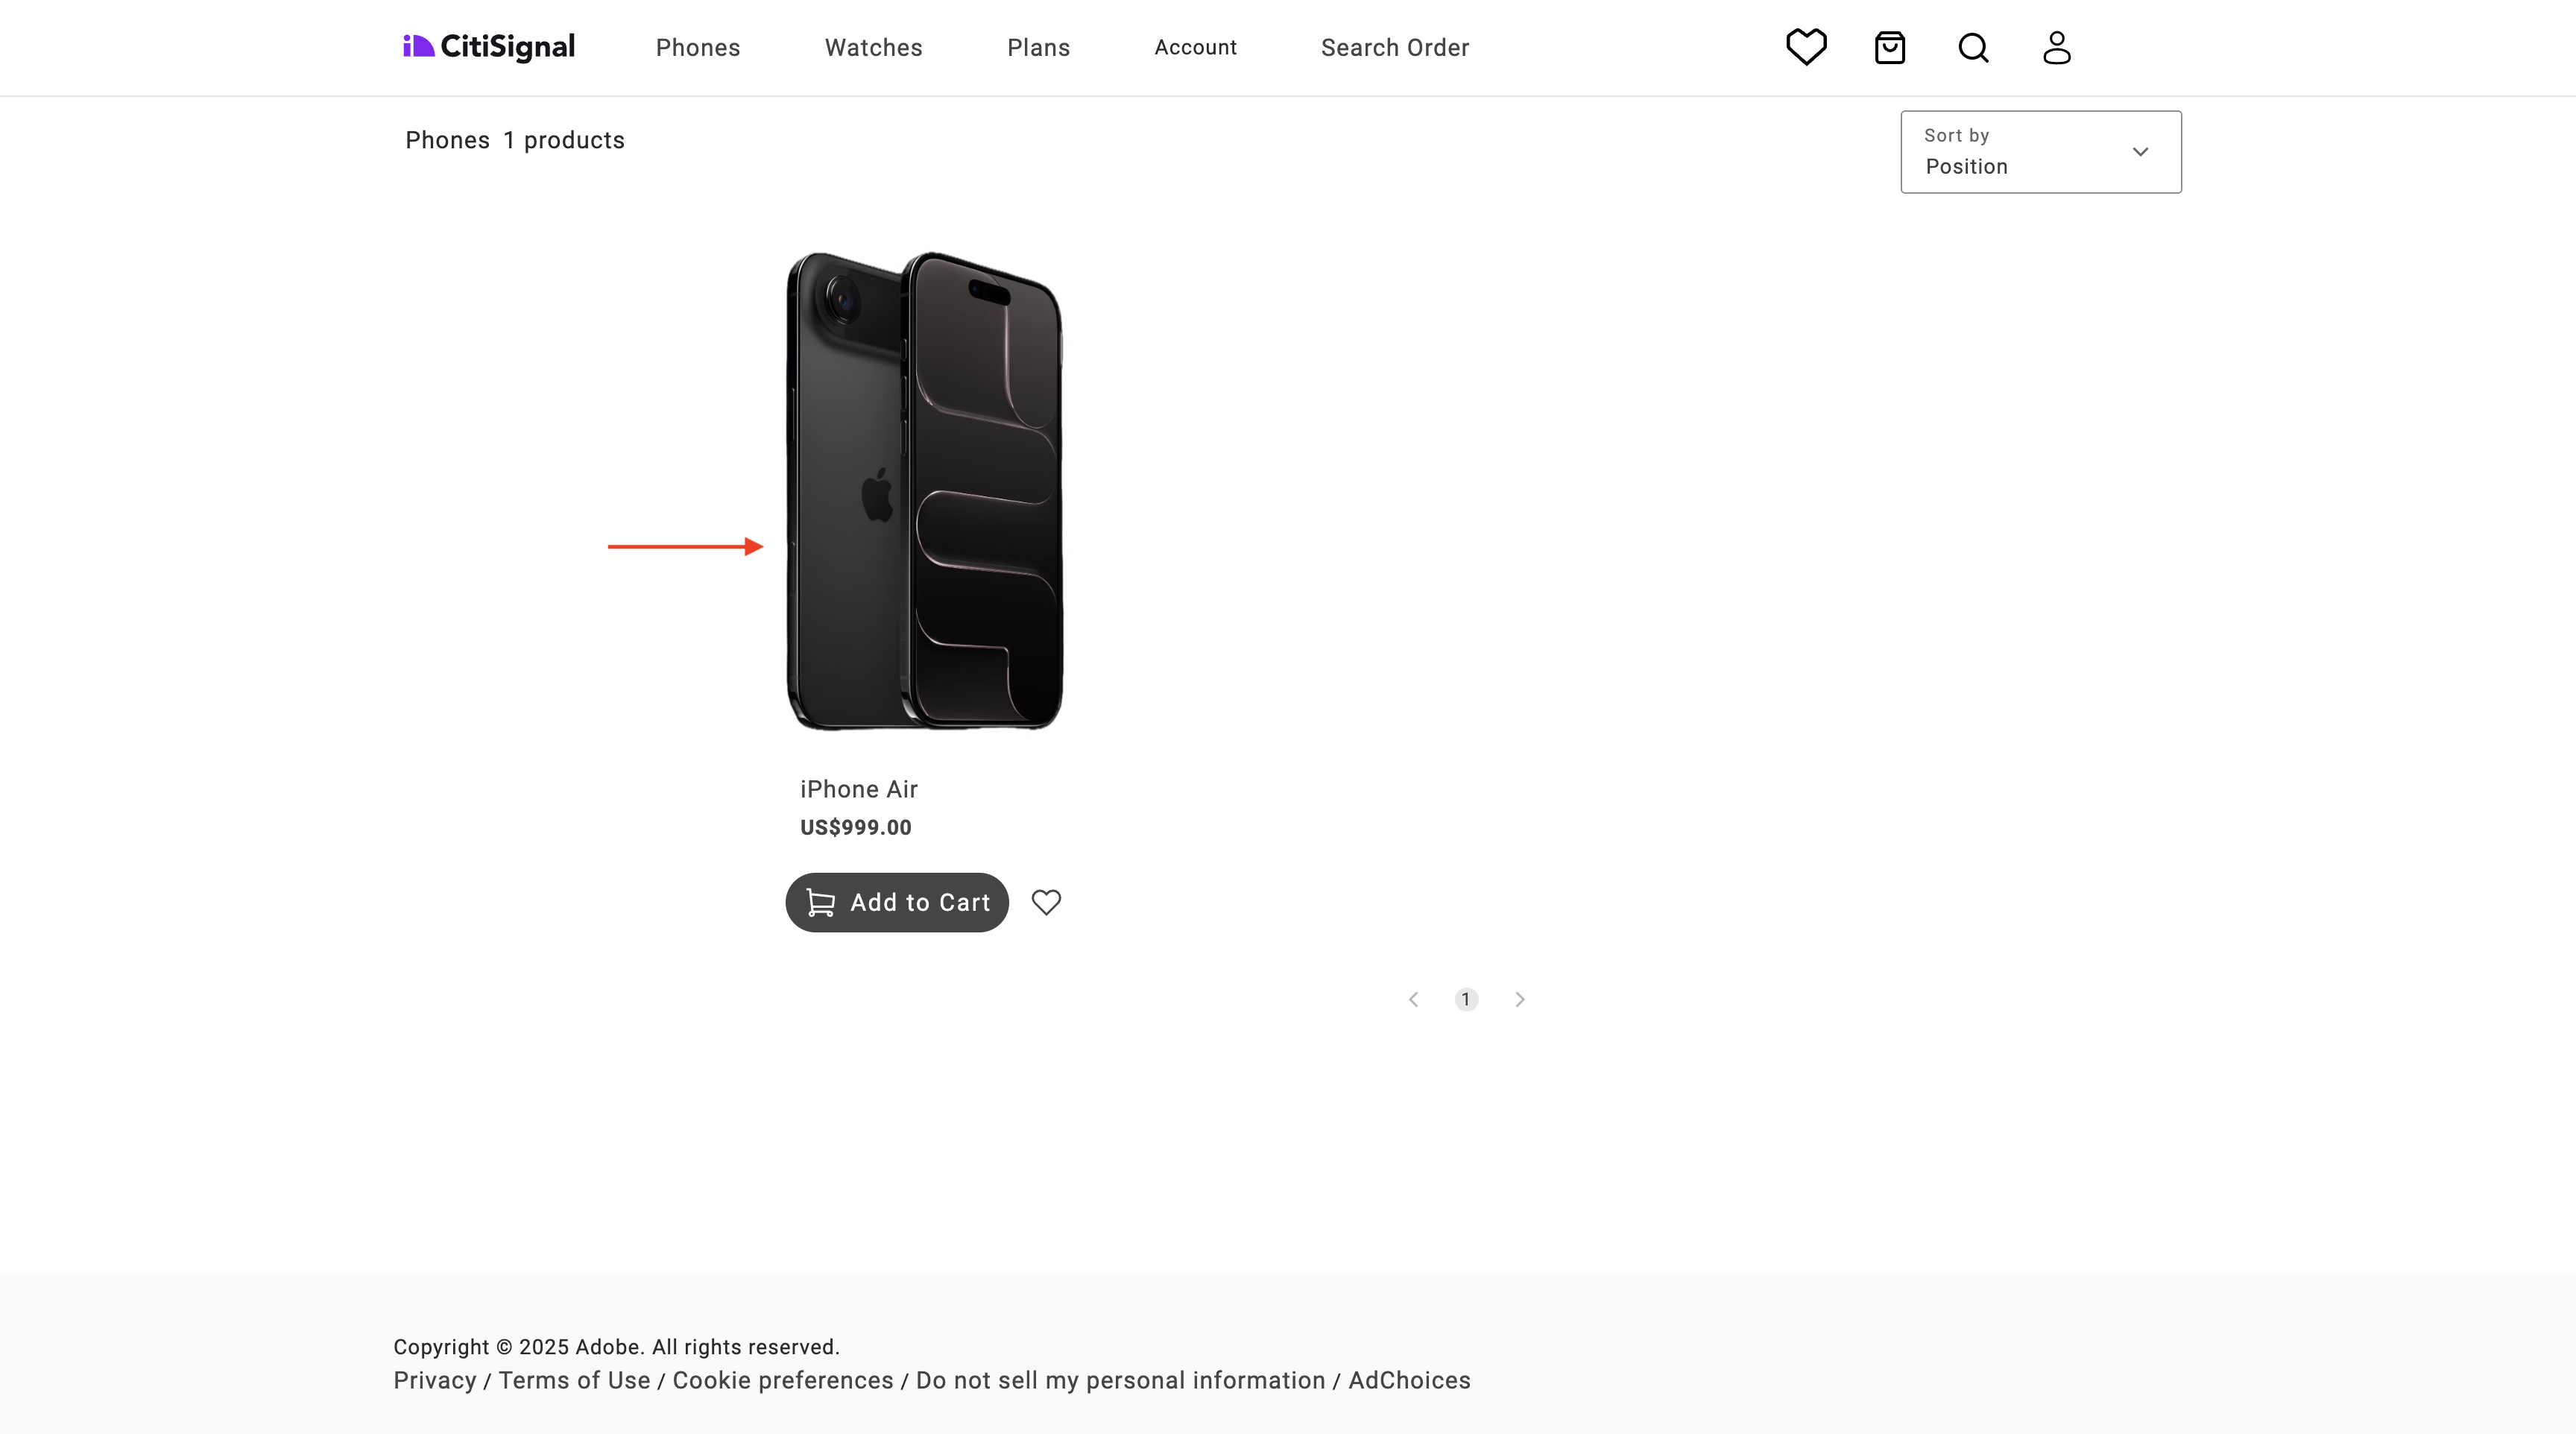 CitiSignal Phones Watches Plans Account Search Order
Phones 1 products
Sort by
Position
iPhone Air
US$999.00
Add to Cart
1
Copyright © 2025 Adobe. All rights reserved.
Privacy / Terms of Use / Cookie preferences / Do not sell my personal information / AdChoices